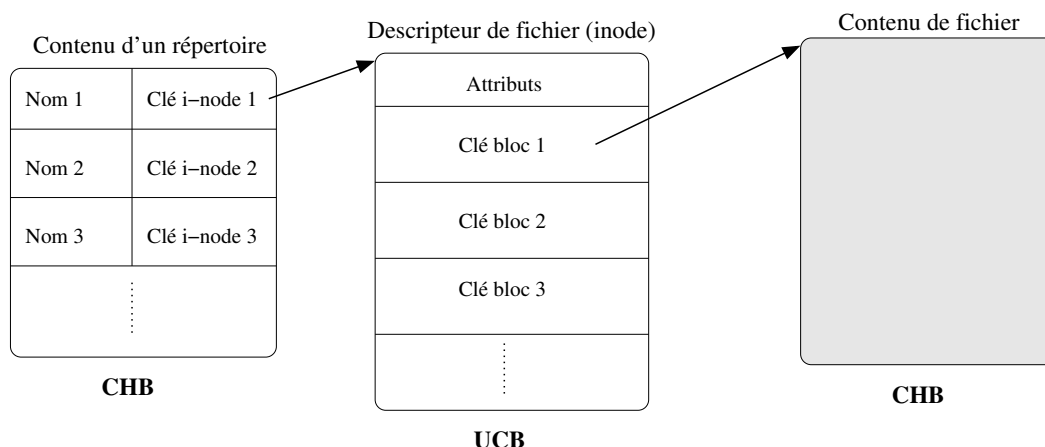 Contenu d'un répertoire
Nom 1 Clé i−node 1
Nom 2 Clé i−node 2
Nom 3 Clé i−node 3
CHB
Descripteur de fichier (inode)
Attributs
Clé bloc 1
Clé bloc 2
Clé bloc 3
UCB
Contenu de fichier
CHB